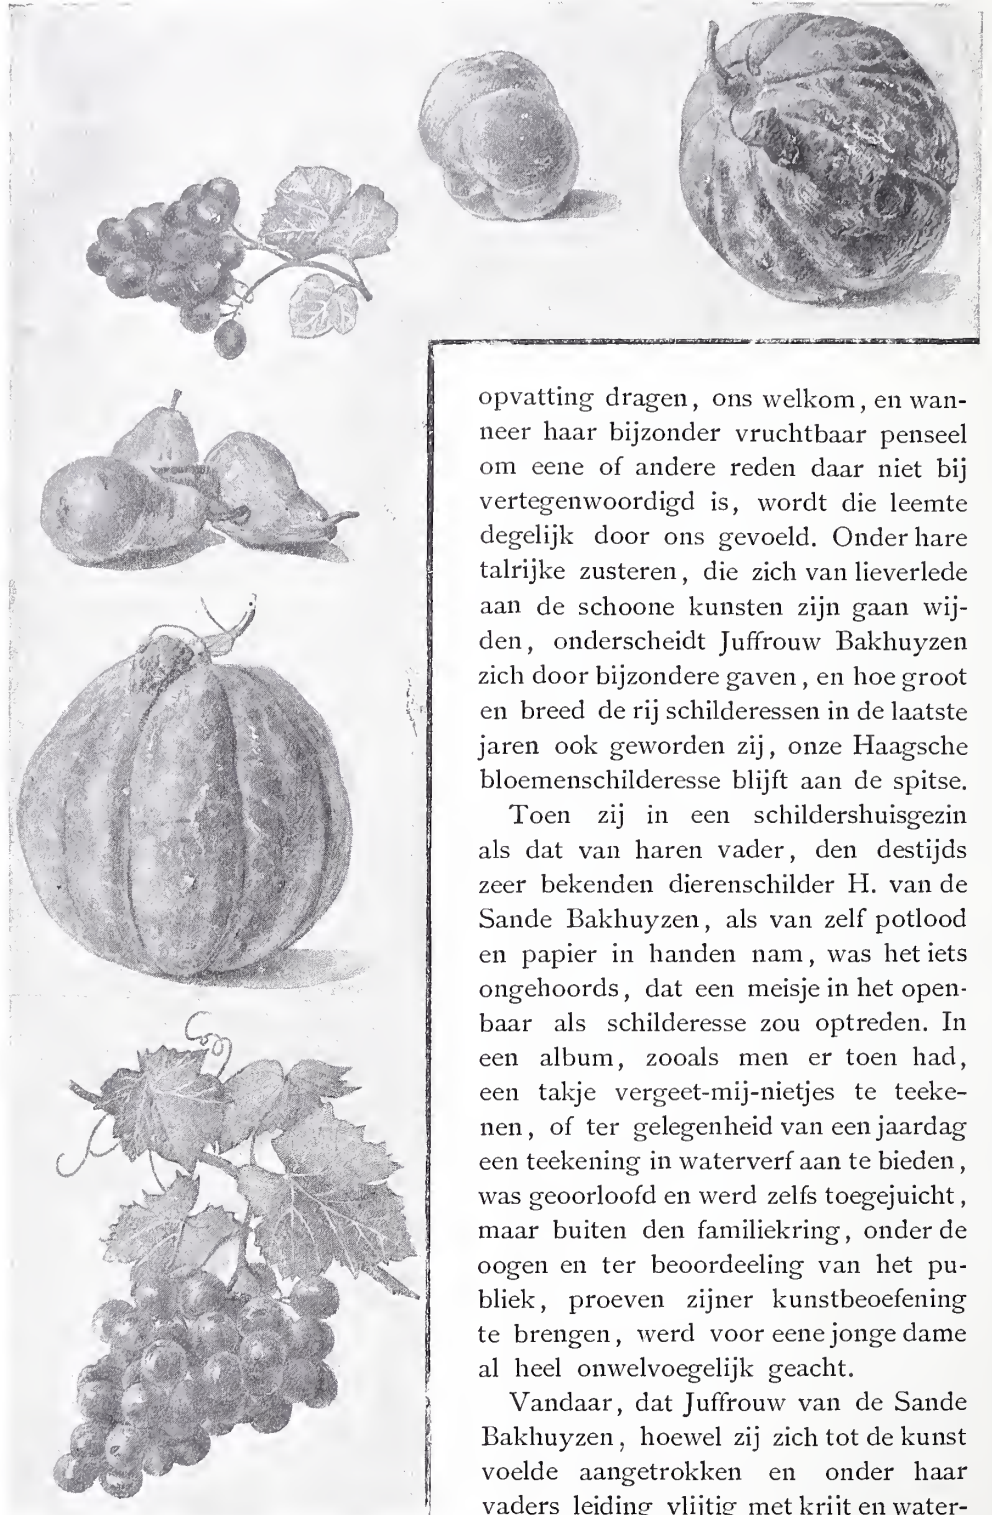 opvatting dragen, ons welkom, en wan-
neer haar bijzonder vruchtbaar penseel
om eene of andere reden daar niet bij
vertegenwoordigd is, wordt die leemte
degelijk door ons gevoeld. Onder hare
talrijke zusteren, die zich van lieverlede
aan de schoone kunsten zijn gaan wij-
den, onderscheidt Juffrouw Bakhuyzen
zich door bijzondere gaven, en hoe groot
en breed de rij schilderessen in de laatste
jaren ook geworden zij, onze Haagsche
bloemenschilderesse blijft aan de spitse.
Toen zij in een schildershuisgezin
als dat van haren vader, den destijds
zeer bekenden dierenschilder H. van de
Sande Bakhuyzen, als van zelf potlood
en papier in handen nam, was het iets
ongehoords, dat een meisje in het open-
baar als schilderesse zou optreden. In
een album, zooals men er toen had,
een takje vergeet-mij-nietjes te teeke-
nen, of ter gelegenheid van een jaardag
een teekening in waterverf aan te bieden,
was geoorloofd en werd zelfs toegejuicht,
maar buiten den familiekring, onder de
oogen en ter beoordeeling van het pu-
bliek, proeven zijner kunstbeoefening
te brengen, werd voor eene jonge dame
al heel onwelvoegelijk geacht.
Vandaar, dat Juffrouw van de Sande
Bakhuyzen, hoewel zij zich tot de kunst
voelde aangetrokken en onder haar
vaders leiding vlijtig met krijt en water-